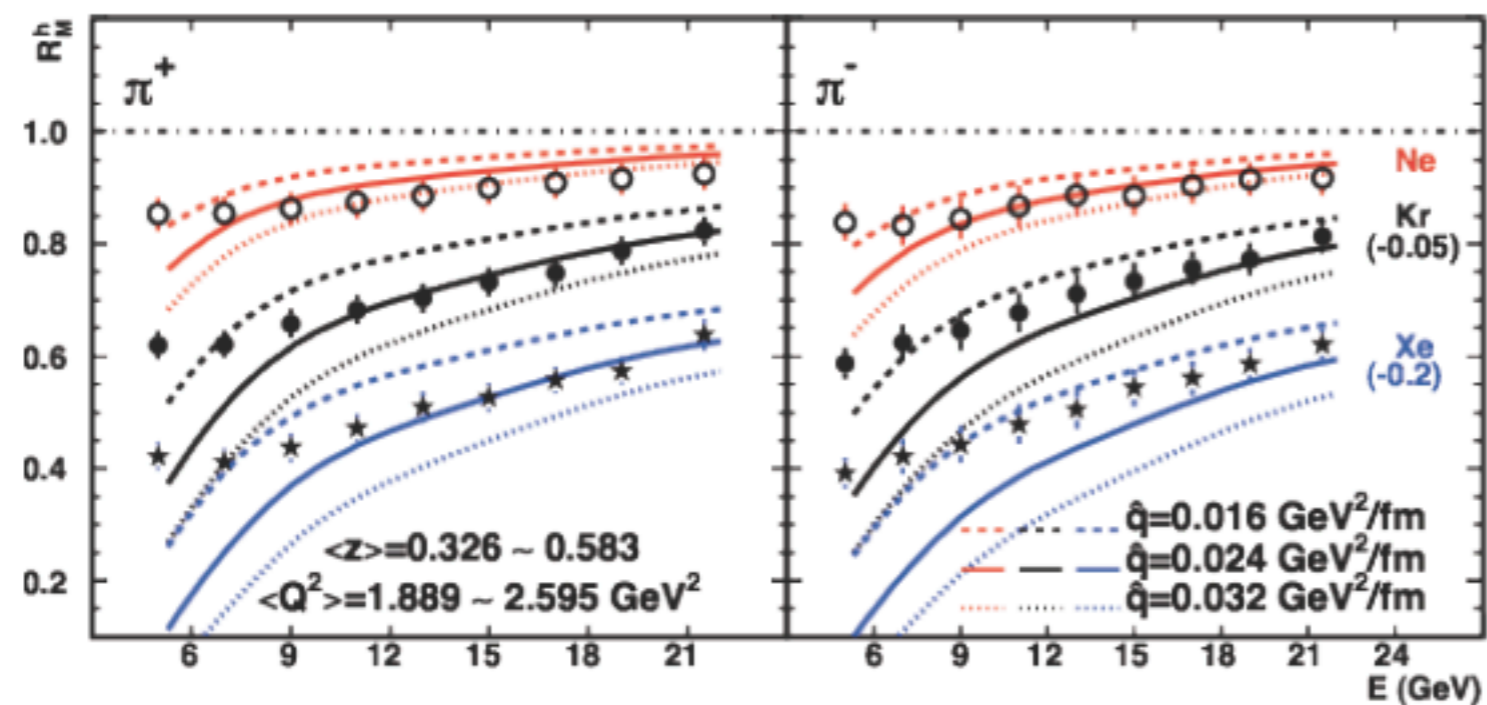 R_M^h
π^+
π^-
1.0
0.8
0.6
0.4
0.2
Ne
Kr
(-0.05)
Xe
(-0.2)
<z>=0.326 ~ 0.583
<Q²>=1.889 ~ 2.595 GeV²
q̂=0.016 GeV²/fm
q̂=0.024 GeV²/fm
q̂=0.032 GeV²/fm
6 9 12 15 18 21
6 9 12 15 18 21 24
E (GeV)